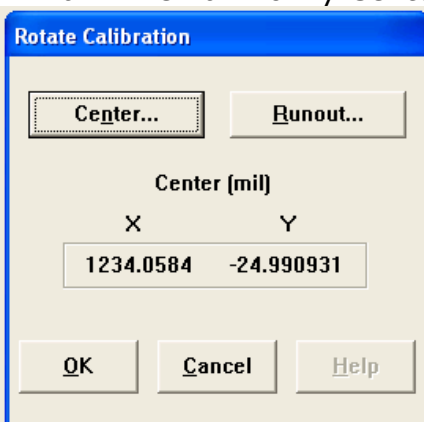 Rotate Calibration
Center... Runout...
Center (mil)
X Y
1234.0584 -24.990931
OK Cancel Help